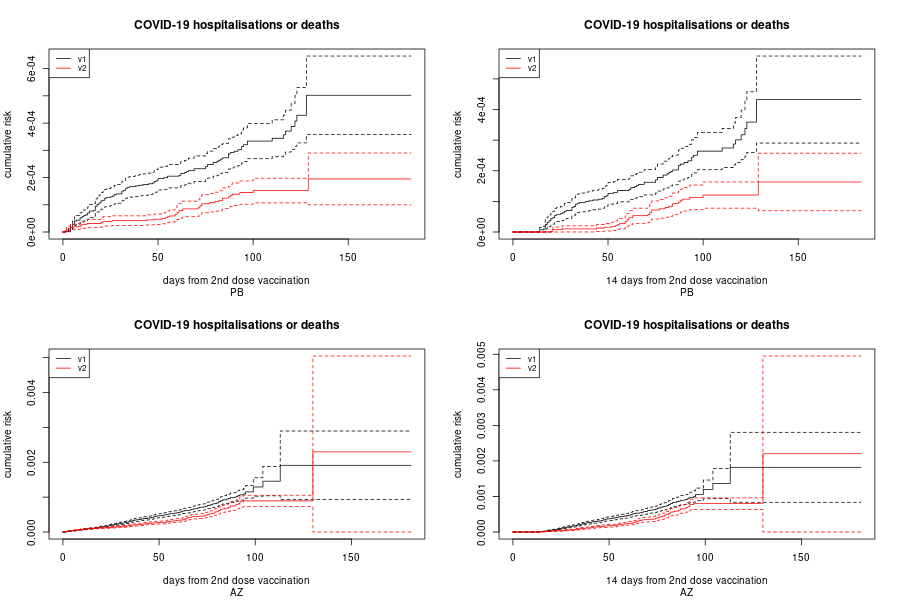 COVID-19 hospitalisations or deaths
v1
v2
cumulative risk
0e+00
2e-04
4e-04
6e-04
0
50
100
150
days from 2nd dose vaccination
PB
COVID-19 hospitalisations or deaths
v1
v2
cumulative risk
0e+00
2e-04
4e-04
0
50
100
150
14 days from 2nd dose vaccination
PB
COVID-19 hospitalisations or deaths
v1
v2
cumulative risk
0.000
0.002
0.004
0
50
100
150
days from 2nd dose vaccination
AZ
COVID-19 hospitalisations or deaths
v1
v2
cumulative risk
0.000
0.001
0.002
0.003
0.004
0.005
0
50
100
150
14 days from 2nd dose vaccination
AZ